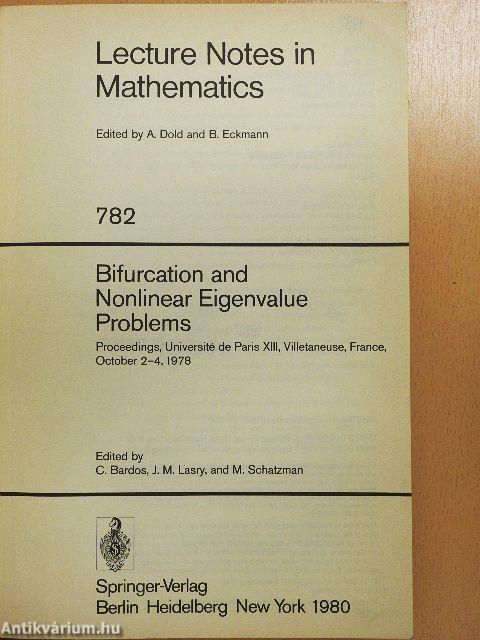 Lecture Notes in
Mathematics
Edited by A. Dold and B. Eckmann
782
Bifurcation and
Nonlinear Eigenvalue
Problems
Proceedings, Université de Paris XIII, Villetaneuse, France,
October 2–4, 1978
Edited by
C. Bardos, J. M. Lasry, and M. Schatzman
Springer-Verlag
Berlin Heidelberg New York 1980
Antikvárium.hu